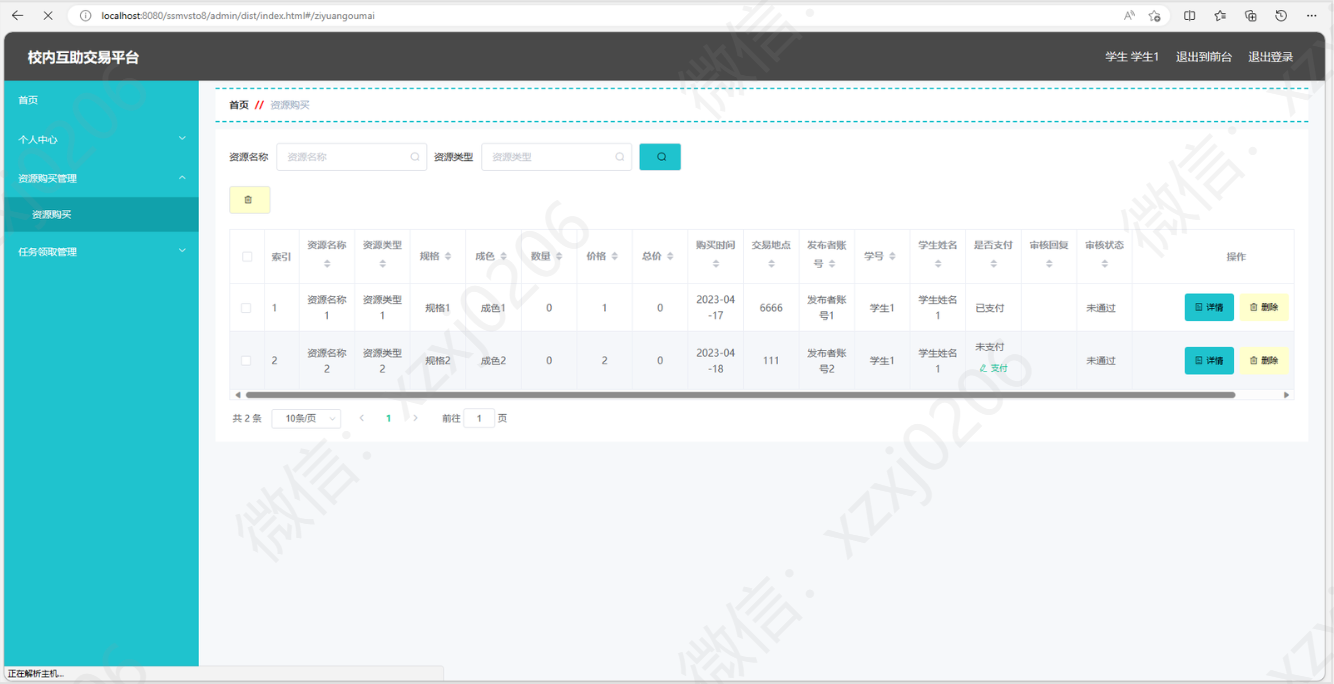 localhost:8080/ssmvsto8/admin/dist/index.html#/ziyuangoumai
校内互助交易平台
学生 学生1 退出到前台 退出登录
首页
个人中心
资源购买管理
资源购买
任务领取管理
首页 // 资源购买
资源名称 资源名称 资源类型 资源类型
索引 资源名称 资源类型 规格 成色 数量 价格 总价 购买时间 交易地点 发布者账号 学号 学生姓名 是否支付 审核回复 审核状态 操作
1 资源名称1 资源类型1 规格1 成色1 0 1 0 2023-04-17 6666 发布者账号1 学生1 学生姓名1 已支付 未通过 详情 删除
2 资源名称2 资源类型2 规格2 成色2 0 2 0 2023-04-18 111 发布者账号2 学生1 学生姓名1 未支付 支付 未通过 详情 删除
共 2 条 10条/页 1 前往 1 页
正在解析主机...
微信：xzxj0206
微信：xzxj0206